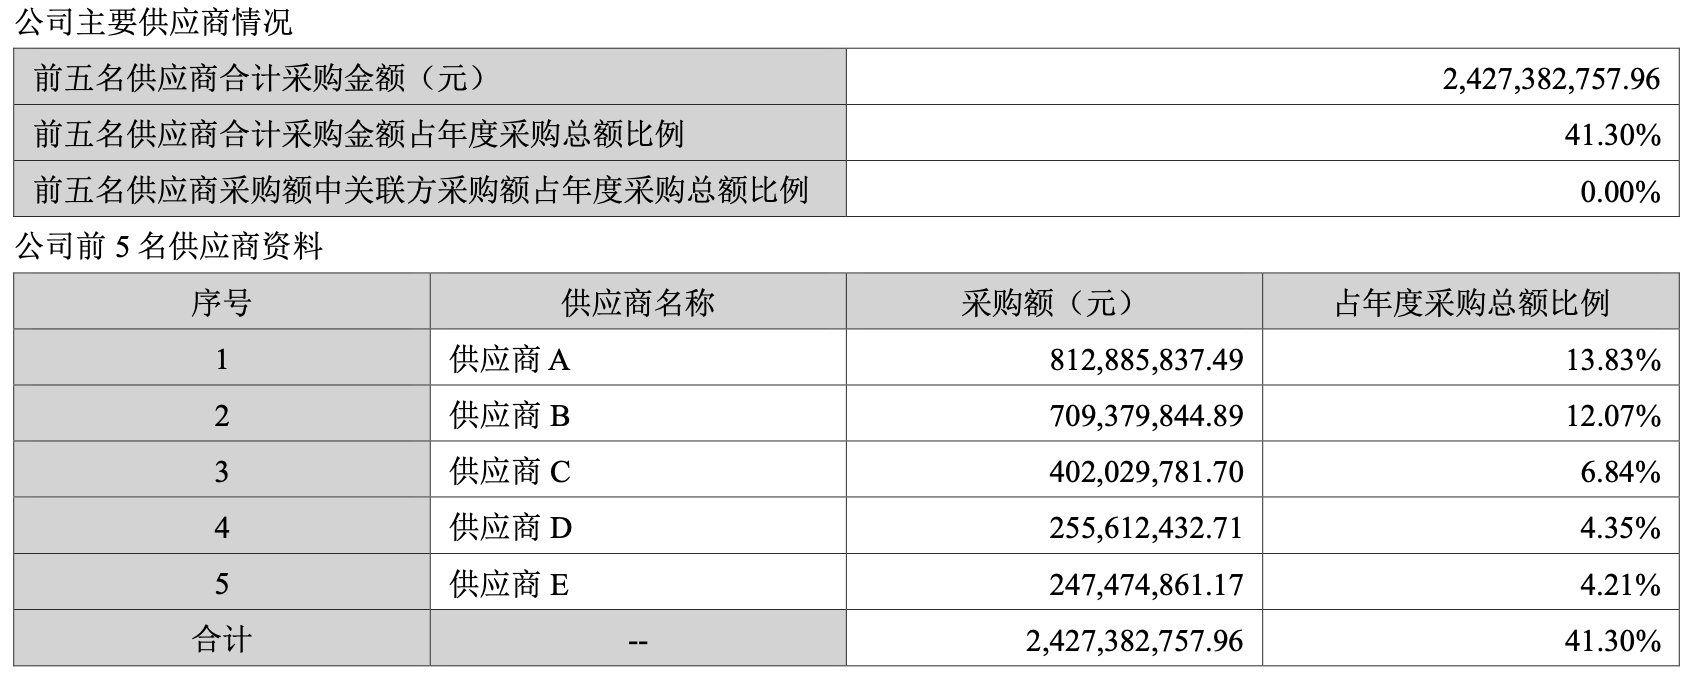 公司主要供应商情况
前五名供应商合计采购金额（元） 2,427,382,757.96
前五名供应商合计采购金额占年度采购总额比例 41.30%
前五名供应商采购额中关联方采购额占年度采购总额比例 0.00%
公司前 5 名供应商资料
序号 供应商名称 采购额（元） 占年度采购总额比例
1 供应商 A 812,885,837.49 13.83%
2 供应商 B 709,379,844.89 12.07%
3 供应商 C 402,029,781.70 6.84%
4 供应商 D 255,612,432.71 4.35%
5 供应商 E 247,474,861.17 4.21%
合计 -- 2,427,382,757.96 41.30%